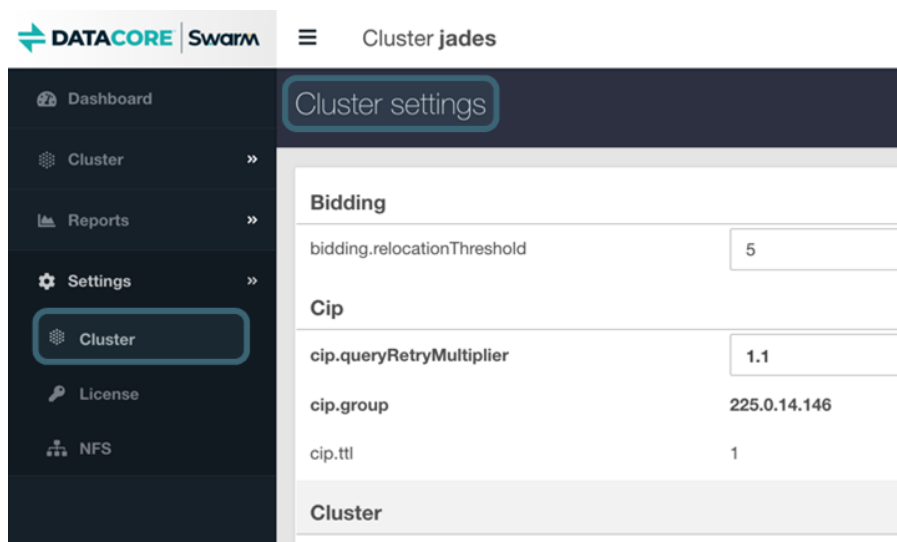 DATACORE Swarm
Cluster jades
Dashboard
Cluster
Reports
Settings
Cluster
License
NFS
Cluster settings
Bidding
bidding.relocationThreshold 5
Cip
cip.queryRetryMultiplier 1.1
cip.group 225.0.14.146
cip.ttl 1
Cluster